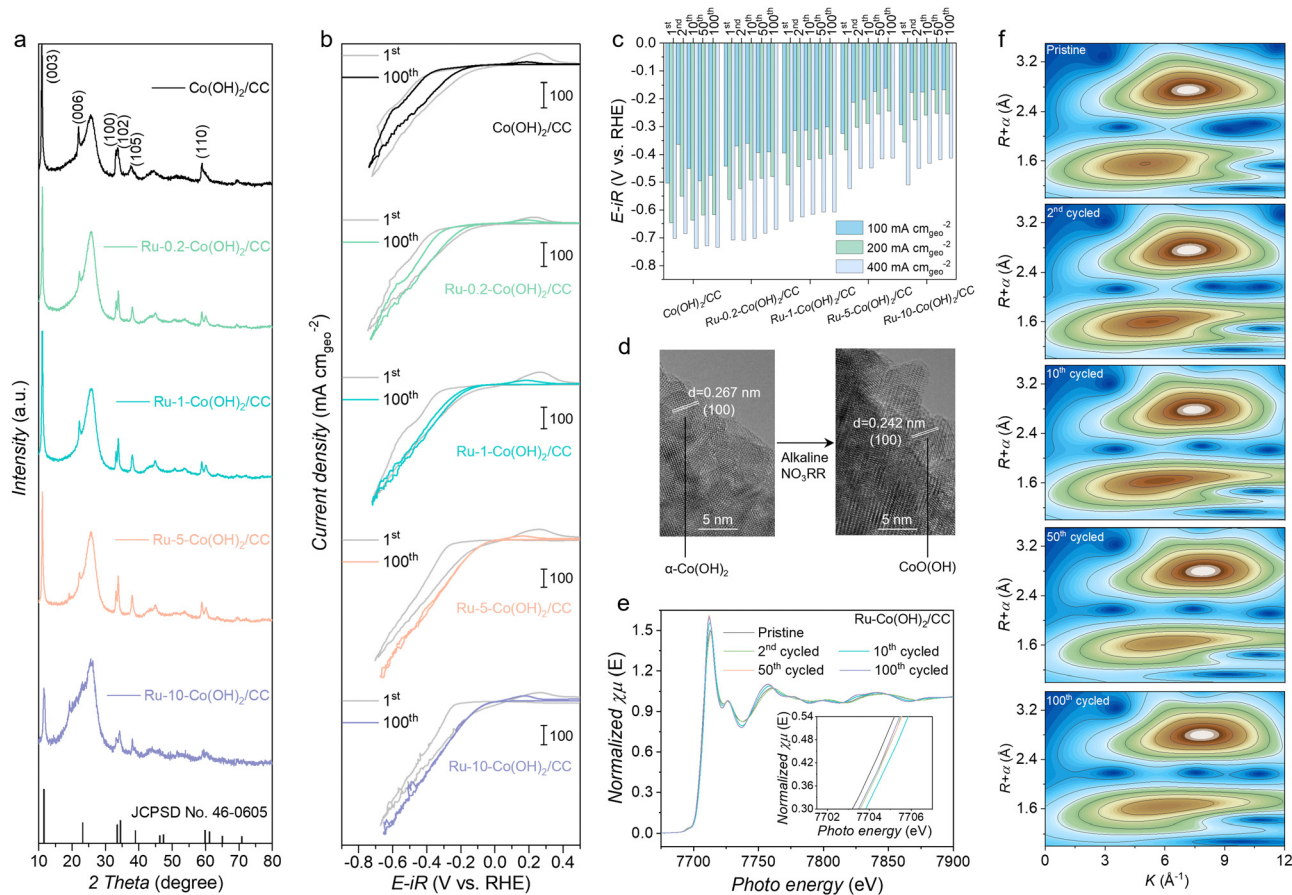 a
Intensity (a.u.)
(003)
(006)
(100)
(102)
(105)
(110)
Co(OH)₂/CC
Ru-0.2-Co(OH)₂/CC
Ru-1-Co(OH)₂/CC
Ru-5-Co(OH)₂/CC
Ru-10-Co(OH)₂/CC
JCPSD No. 46-0605
10 20 30 40 50 60 70 80
2 Theta (degree)
b
Current density (mA cm_geo⁻²)
1st
100th
100
Co(OH)₂/CC
1st
100th
100
Ru-0.2-Co(OH)₂/CC
1st
100th
100
Ru-1-Co(OH)₂/CC
1st
100th
100
Ru-5-Co(OH)₂/CC
1st
100th
100
Ru-10-Co(OH)₂/CC
-0.8 -0.6 -0.4 -0.2 0.0 0.2 0.4
E-iR (V vs. RHE)
c
1st 2nd 10th 50th 100th 1st 2nd 10th 50th 100th 1st 2nd 10th 50th 100th 1st 2nd 10th 50th 100th 1st 2nd 10th 50th 100th
E-iR (V vs. RHE)
0.0
-0.1
-0.2
-0.3
-0.4
-0.5
-0.6
-0.7
-0.8
100 mA cm_geo⁻²
200 mA cm_geo⁻²
400 mA cm_geo⁻²
Co(OH)₂/CC
Ru-0.2-Co(OH)₂/CC
Ru-1-Co(OH)₂/CC
Ru-5-Co(OH)₂/CC
Ru-10-Co(OH)₂/CC
d
d=0.267 nm
(100)
5 nm
α-Co(OH)₂
Alkaline
NO₃RR
d=0.242 nm
(100)
5 nm
CoO(OH)
e
Normalized χμ (E)
1.5
1.2
0.9
0.6
0.3
0.0
Ru-Co(OH)₂/CC
Pristine
2nd cycled
10th cycled
50th cycled
100th cycled
Normalized χμ (E)
0.54
0.48
0.42
0.36
0.30
7702 7704 7706
Photo energy (eV)
7700 7750 7800 7850 7900
Photo energy (eV)
f
Pristine
R+α (Å)
3.2
2.4
1.6
2nd cycled
R+α (Å)
3.2
2.4
1.6
10th cycled
R+α (Å)
3.2
2.4
1.6
50th cycled
R+α (Å)
3.2
2.4
1.6
100th cycled
R+α (Å)
3.2
2.4
1.6
0 3 6 9 12
K (Å⁻¹)